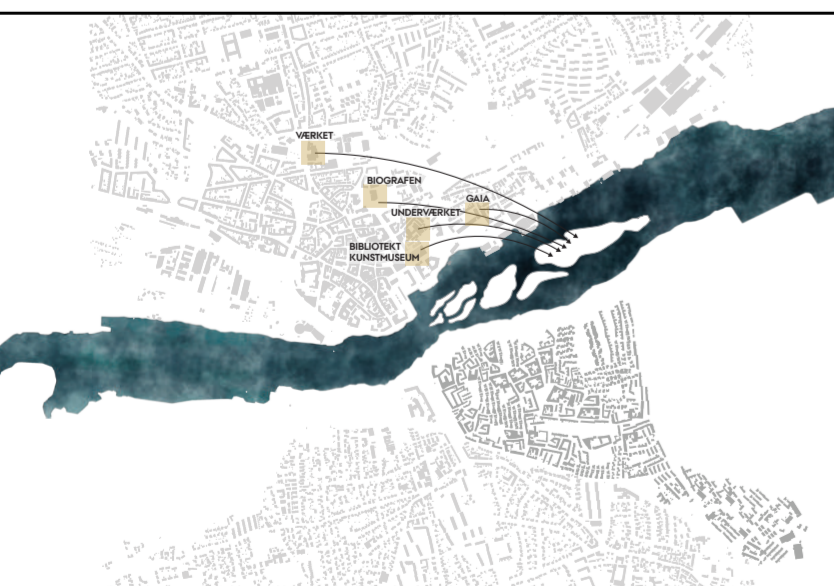 VÆRKET
BIOGRAFEN
GAIA
UNDERVÆRKET
BIBLIOTEKT
KUNSTMUSEUM